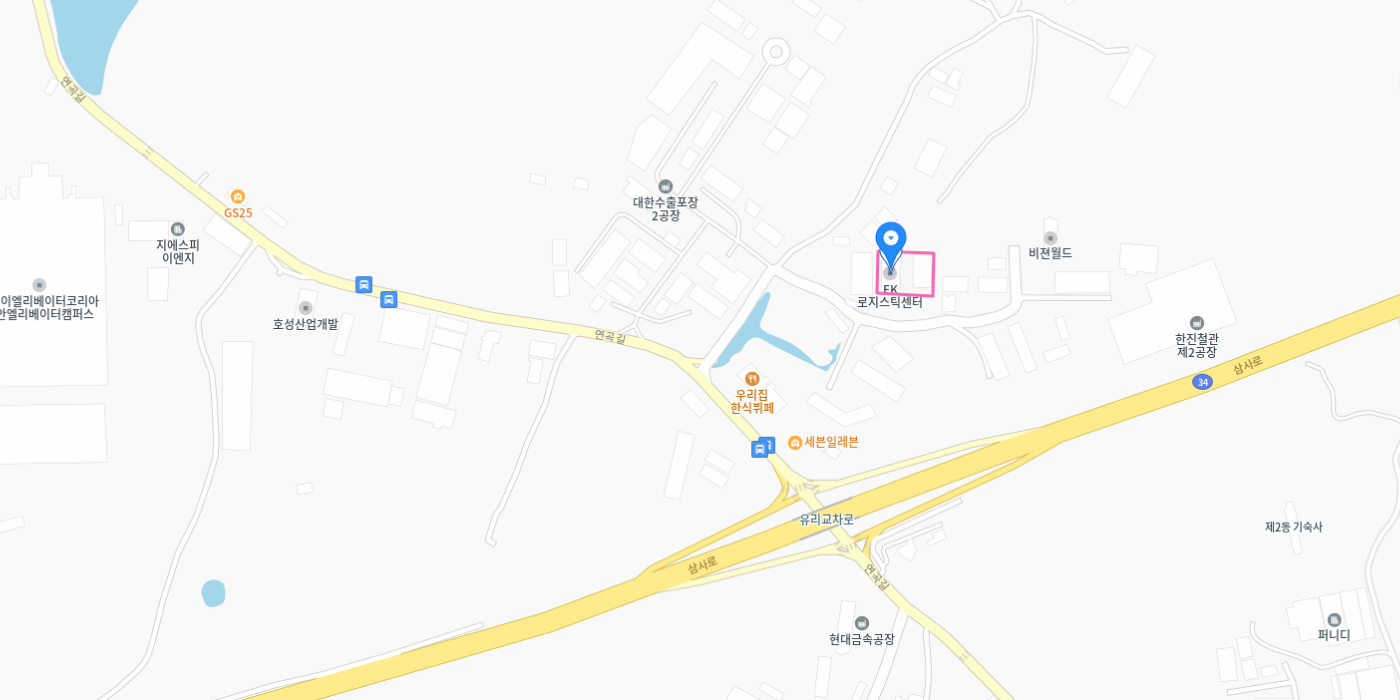 연곡길
GS25
지에스피
이엔지
이엘리베이터코리아
안엘리베이터캠퍼스
호성산업개발
대한수출포장
2공장
연곡길
FK
로지스틱센터
비젼월드
한진철관
제2공장
34
삼사로
우리집
한식뷔페
세븐일레븐
유리교차로
삼사로
연곡길
제2동 기숙사
현대금속공장
퍼니디